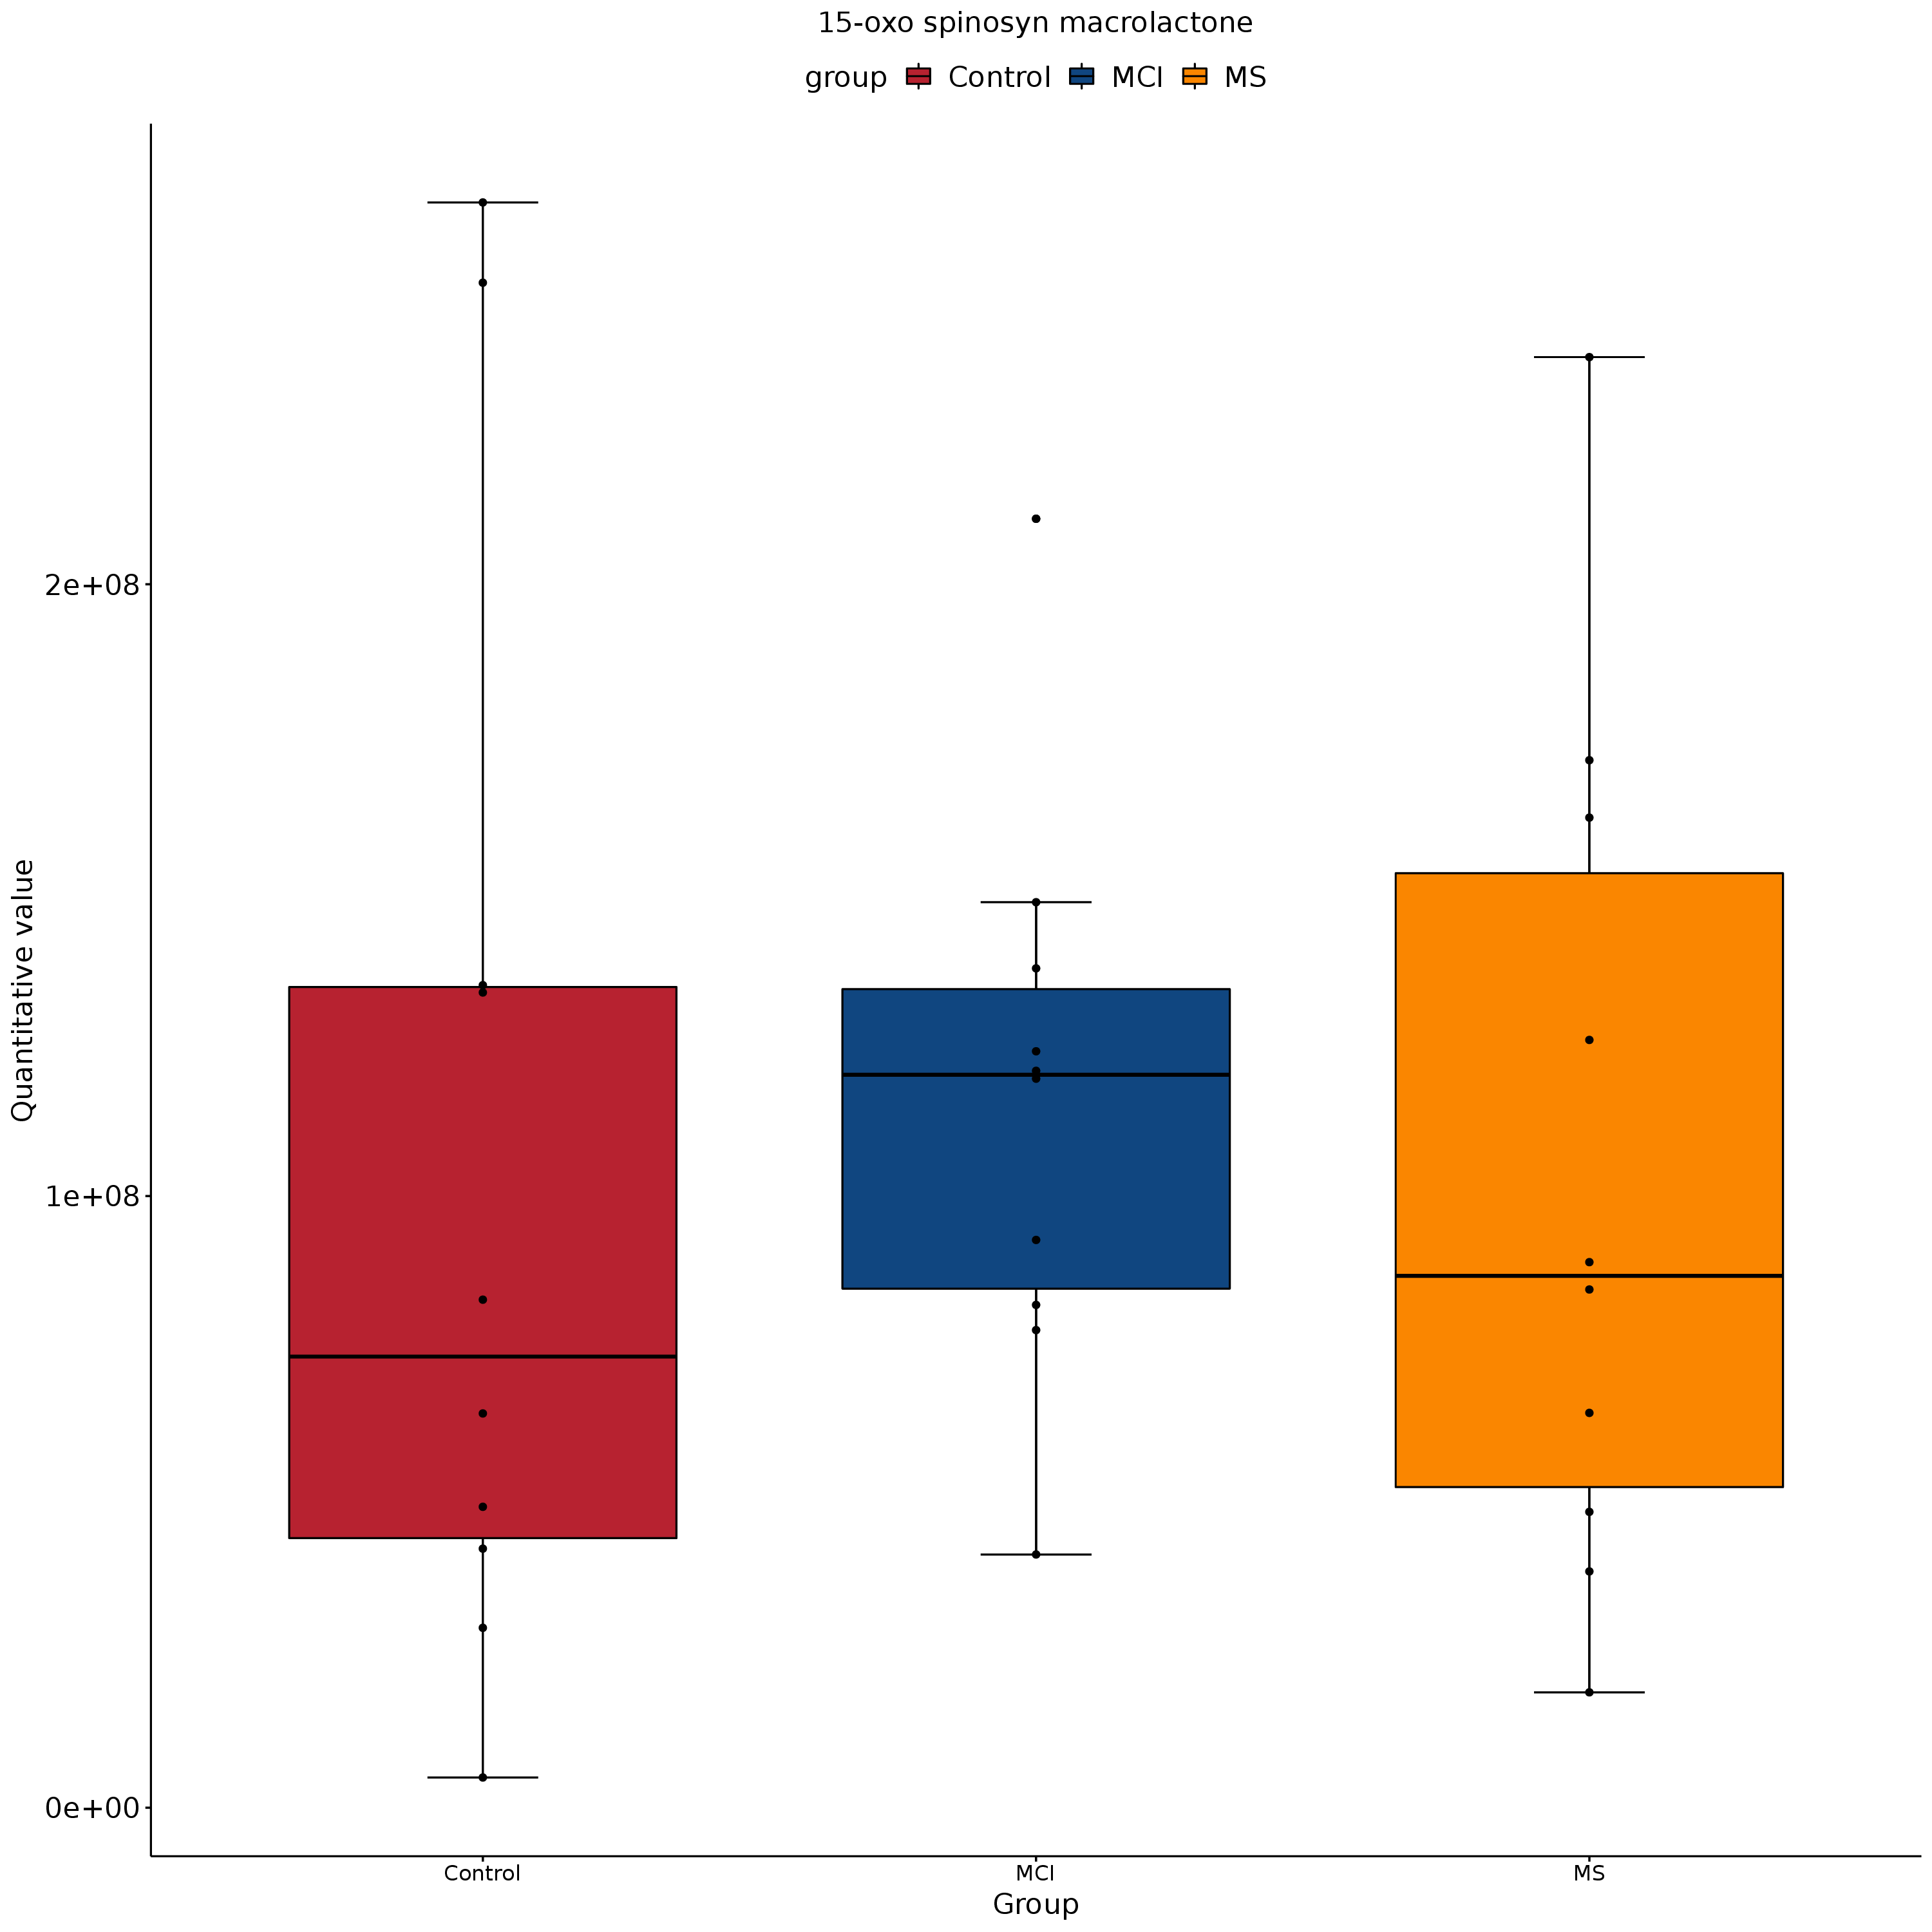 15-oxo spinosyn macrolactone
group Control MCI MS
Quantitative value
2e+08
1e+08
0e+00
Control MCI MS
Group